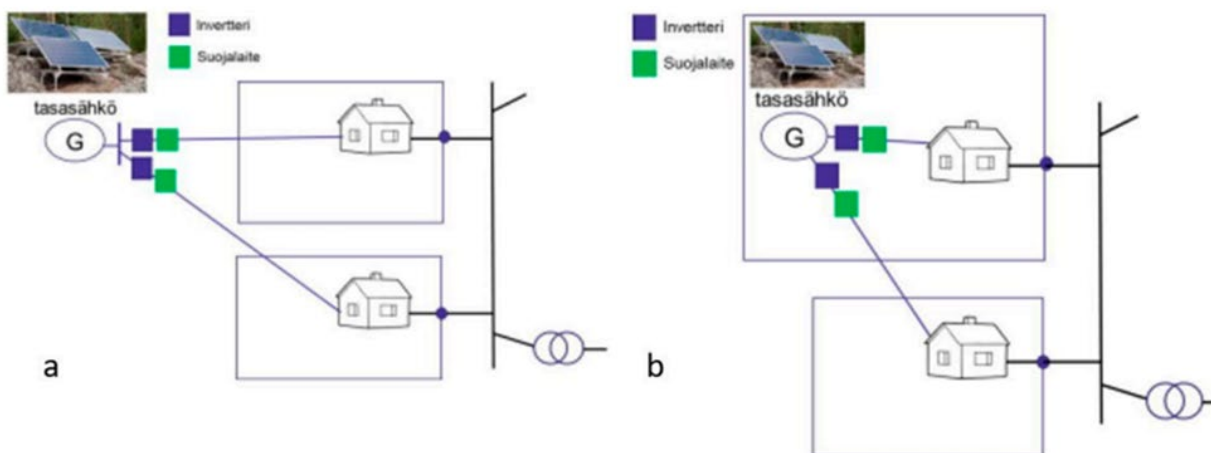 Invertteri
Suojalaite
tasasähkö
G
a
Invertteri
Suojalaite
tasasähkö
G
b